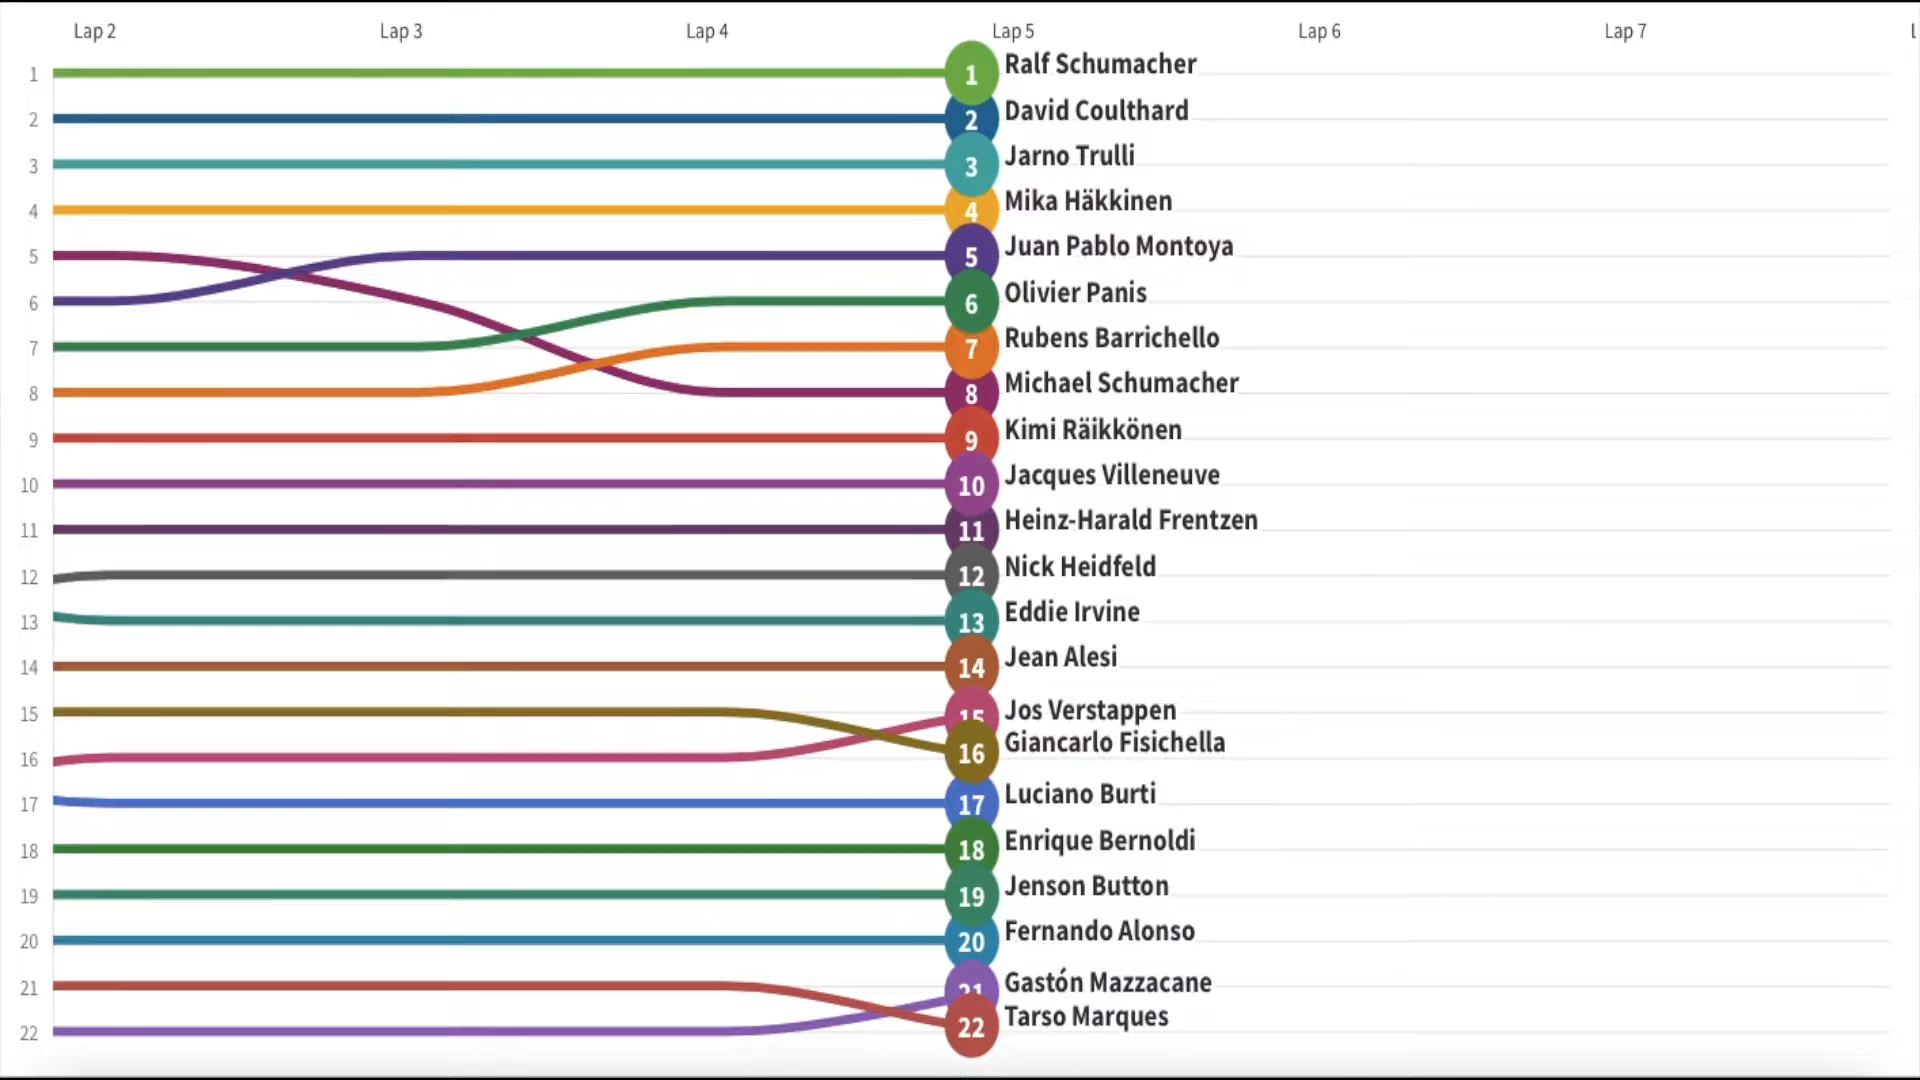 Lap 2 Lap 3 Lap 4 Lap 5 Lap 6 Lap 7
1 1 Ralf Schumacher
2 2 David Coulthard
3 3 Jarno Trulli
4 4 Mika Häkkinen
5 5 Juan Pablo Montoya
6 6 Olivier Panis
7 7 Rubens Barrichello
8 8 Michael Schumacher
9 9 Kimi Räikkönen
10 10 Jacques Villeneuve
11 11 Heinz-Harald Frentzen
12 12 Nick Heidfeld
13 13 Eddie Irvine
14 14 Jean Alesi
15 15 Jos Verstappen
16 16 Giancarlo Fisichella
17 17 Luciano Burti
18 18 Enrique Bernoldi
19 19 Jenson Button
20 20 Fernando Alonso
21 21 Gastón Mazzacane
22 22 Tarso Marques